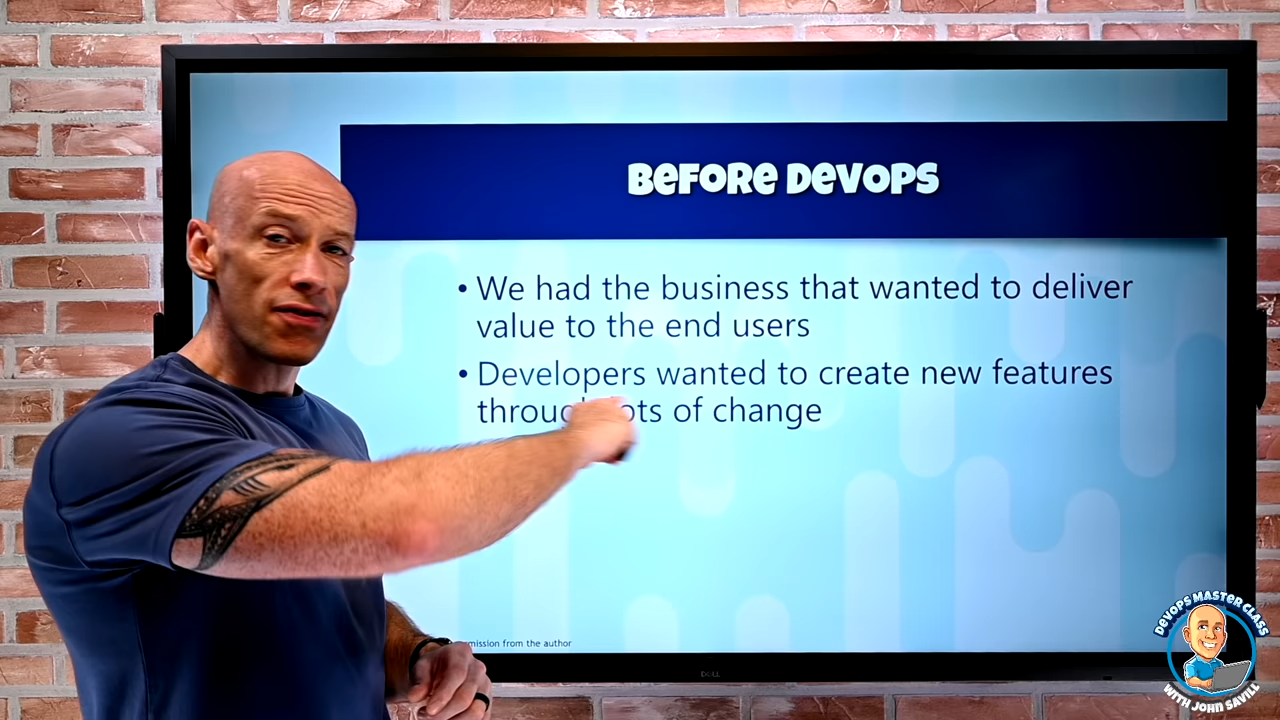 BEFORE DEVOPS
• We had the business that wanted to deliver
value to the end users
• Developers wanted to create new features
of change
from the author
DELL
DEVOPS MASTER CLASS
WITH JOHN SAVILL